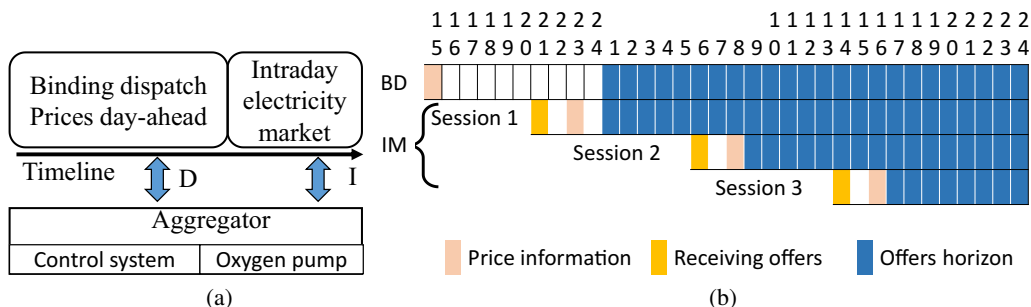 Binding dispatch
Prices day-ahead
Intraday
electricity
market
Timeline
D
I
Aggregator
Control system
Oxygen pump
(a)
1 1 1 1 1 2 2 2 2 2 1 1 1 1 1 1 1 1 1 1 2 2 2 2 2
5 6 7 8 9 0 1 2 3 4 1 2 3 4 5 6 7 8 9 0 1 2 3 4 5 6 7 8 9 0 1 2 3 4
BD
IM
Session 1
Session 2
Session 3
Price information
Receiving offers
Offers horizon
(b)